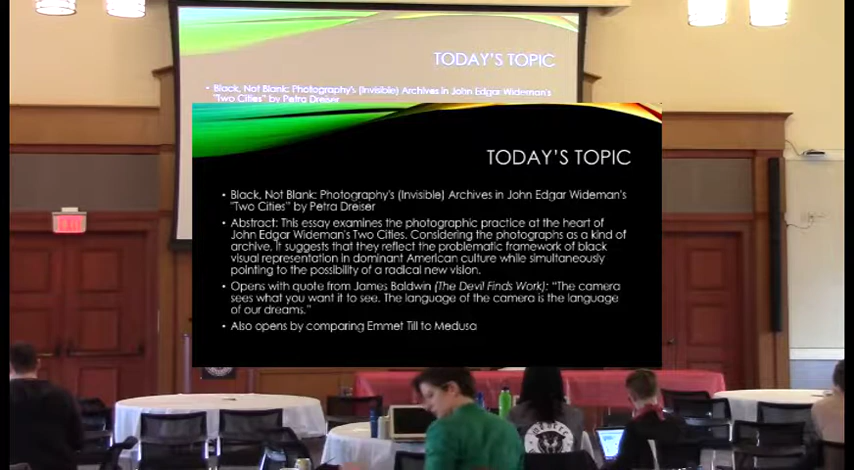 TODAY'S TOPIC
• Black, Not Blank: Photography's (Invisible) Archives in John Edgar Wideman's
"Two Cities" by Petra Dreiser
TODAY'S TOPIC
• Black, Not Blank: Photography's (Invisible) Archives in John Edgar Wideman's
"Two Cities" by Petra Dreiser
• Abstract: This essay examines the photographic practice at the heart of
John Edgar Wideman's Two Cities. Considering the photographs as a kind of
archive, it suggests that they reflect the problematic framework of black
visual representation in dominant American culture while simultaneously
pointing to the possibility of a radical new vision.
• Opens with quote from James Baldwin (The Devil Finds Work): "The camera
sees what you want it to see. The language of the camera is the language
of our dreams."
• Also opens by comparing Emmet Till to Medusa
EXIT